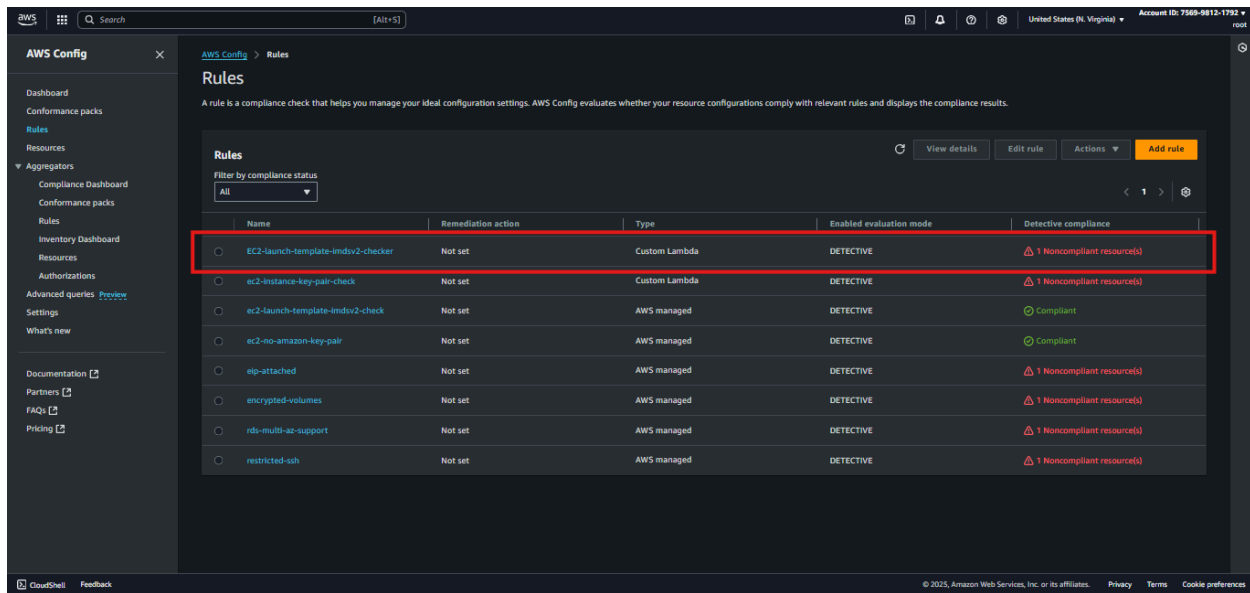 aws
Search [Alt+S]
United States (N. Virginia)
Account ID: 7569-9812-1792
root
AWS Config
Dashboard
Conformance packs
Rules
Resources
Aggregators
Compliance Dashboard
Conformance packs
Rules
Inventory Dashboard
Resources
Authorizations
Advanced queries Preview
Settings
What's new
Documentation
Partners
FAQs
Pricing
AWS Config > Rules
Rules
A rule is a compliance check that helps you manage your ideal configuration settings. AWS Config evaluates whether your resource configurations comply with relevant rules and displays the compliance results.
Rules
View details Edit rule Actions Add rule
Filter by compliance status
All
< 1 >
Name Remediation action Type Enabled evaluation mode Detective compliance
EC2-launch-template-imdsv2-checker Not set Custom Lambda DETECTIVE 1 Noncompliant resource(s)
ec2-instance-key-pair-check Not set Custom Lambda DETECTIVE 1 Noncompliant resource(s)
ec2-launch-template-imdsv2-check Not set AWS managed DETECTIVE Compliant
ec2-no-amazon-key-pair Not set AWS managed DETECTIVE Compliant
eip-attached Not set AWS managed DETECTIVE 1 Noncompliant resource(s)
encrypted-volumes Not set AWS managed DETECTIVE 1 Noncompliant resource(s)
rds-multi-az-support Not set AWS managed DETECTIVE 1 Noncompliant resource(s)
restricted-ssh Not set AWS managed DETECTIVE 1 Noncompliant resource(s)
CloudShell Feedback © 2025, Amazon Web Services, Inc. or its affiliates. Privacy Terms Cookie preferences